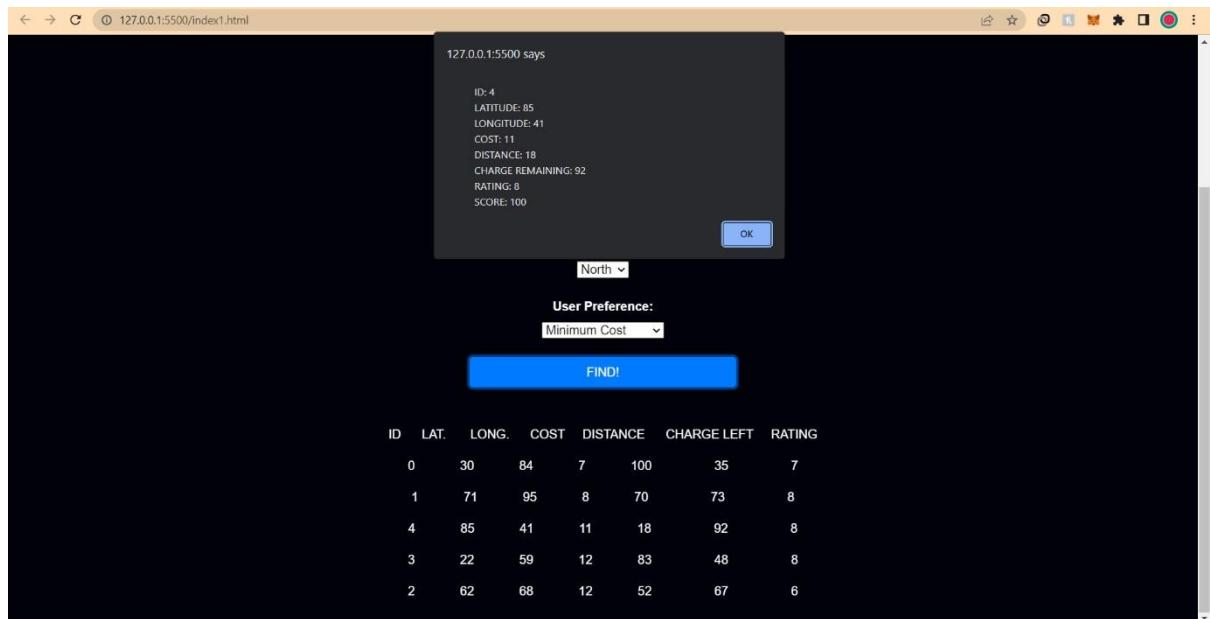 127.0.0.1:5500/index1.html
127.0.0.1:5500 says
ID: 4
LATITUDE: 85
LONGITUDE: 41
COST: 11
DISTANCE: 18
CHARGE REMAINING: 92
RATING: 8
SCORE: 100
OK
North
User Preference:
Minimum Cost
FIND!
ID LAT. LONG. COST DISTANCE CHARGE LEFT RATING
0 30 84 7 100 35 7
1 71 95 8 70 73 8
4 85 41 11 18 92 8
3 22 59 12 83 48 8
2 62 68 12 52 67 6